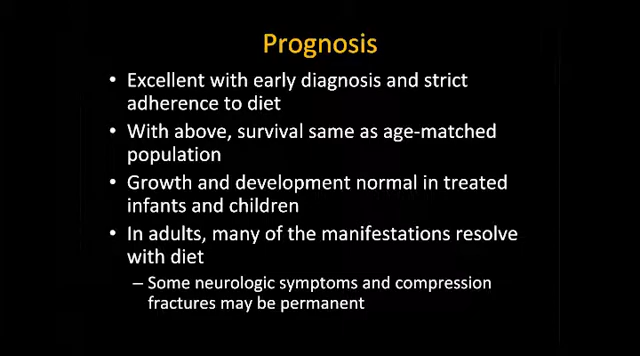 Prognosis
• Excellent with early diagnosis and strict
adherence to diet
• With above, survival same as age-matched
population
• Growth and development normal in treated
infants and children
• In adults, many of the manifestations resolve
with diet
– Some neurologic symptoms and compression
fractures may be permanent